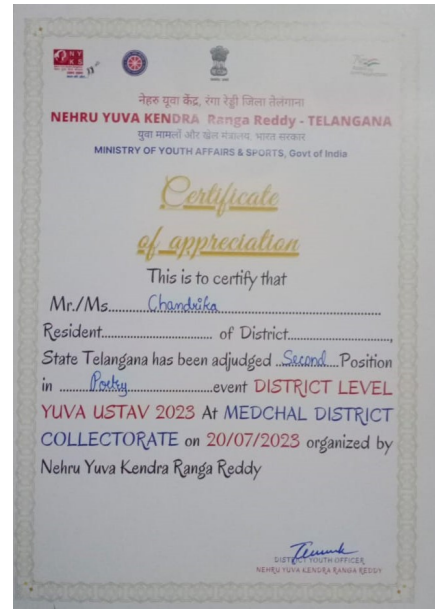 नेहरु युवा केंद्र, रंगा रेड्डी जिला तेलंगाना
NEHRU YUVA KENDRA Ranga Reddy - TELANGANA
युवा मामलों और खेल मंत्रालय, भारत सरकार
MINISTRY OF YOUTH AFFAIRS & SPORTS, Govt of India
Certificate
of appreciation
This is to certify that
Mr./Ms......Chandrika..........
Resident.......... of District..........,
State Telangana has been adjudged ..Second...Position
in ......Poetry..........event DISTRICT LEVEL
YUVA USTAV 2023 At MEDCHAL DISTRICT
COLLECTORATE on 20/07/2023 organized by
Nehru Yuva Kendra Ranga Reddy
DISTRICT YOUTH OFFICER
NEHRU YUVA KENDRA RANGA REDDY